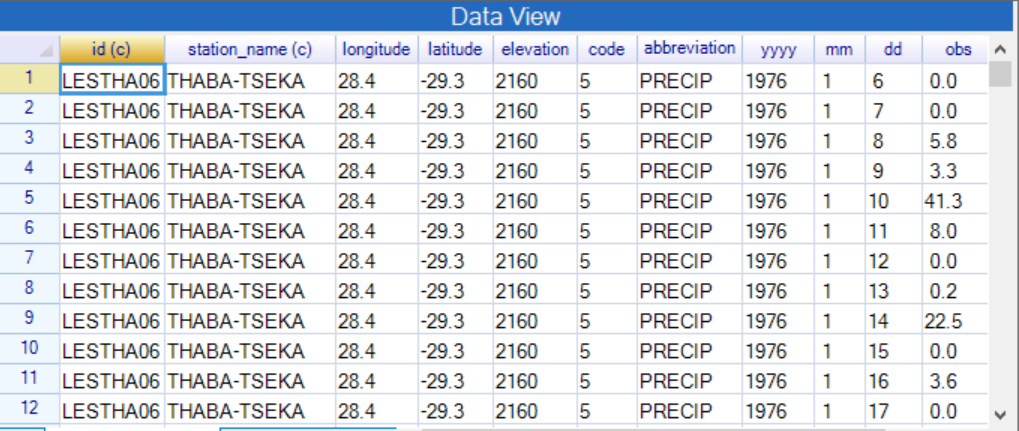 Data View
id (c) station_name (c) longitude latitude elevation code abbreviation yyyy mm dd obs
1 LESTHA06 THABA-TSEKA 28.4 -29.3 2160 5 PRECIP 1976 1 6 0.0
2 LESTHA06 THABA-TSEKA 28.4 -29.3 2160 5 PRECIP 1976 1 7 0.0
3 LESTHA06 THABA-TSEKA 28.4 -29.3 2160 5 PRECIP 1976 1 8 5.8
4 LESTHA06 THABA-TSEKA 28.4 -29.3 2160 5 PRECIP 1976 1 9 3.3
5 LESTHA06 THABA-TSEKA 28.4 -29.3 2160 5 PRECIP 1976 1 10 41.3
6 LESTHA06 THABA-TSEKA 28.4 -29.3 2160 5 PRECIP 1976 1 11 8.0
7 LESTHA06 THABA-TSEKA 28.4 -29.3 2160 5 PRECIP 1976 1 12 0.0
8 LESTHA06 THABA-TSEKA 28.4 -29.3 2160 5 PRECIP 1976 1 13 0.2
9 LESTHA06 THABA-TSEKA 28.4 -29.3 2160 5 PRECIP 1976 1 14 22.5
10 LESTHA06 THABA-TSEKA 28.4 -29.3 2160 5 PRECIP 1976 1 15 0.0
11 LESTHA06 THABA-TSEKA 28.4 -29.3 2160 5 PRECIP 1976 1 16 3.6
12 LESTHA06 THABA-TSEKA 28.4 -29.3 2160 5 PRECIP 1976 1 17 0.0